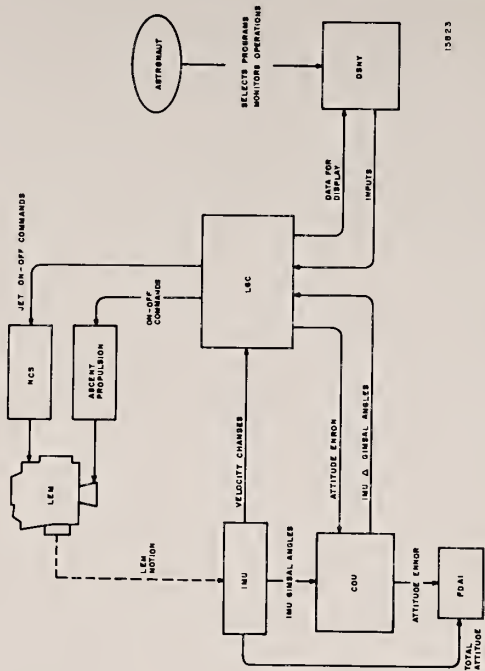 ASTRONAUT
SELECTS PROGRAMS
MONITORS OPERATIONS
DSKY
JET ON-OFF COMMANDS
RCS
ON-OFF
COMMANDS
ASCENT
PROPULSION
LEM
LGC
DATA FOR
DISPLAY
INPUTS
LEM
MOTION
VELOCITY CHANGES
ATTITUDE ERROR
IMU Δ GIMBAL ANGLES
IMU
IMU GIMBAL ANGLES
CDU
ATTITUDE ERROR
FDAI
TOTAL
ATTITUDE
15823